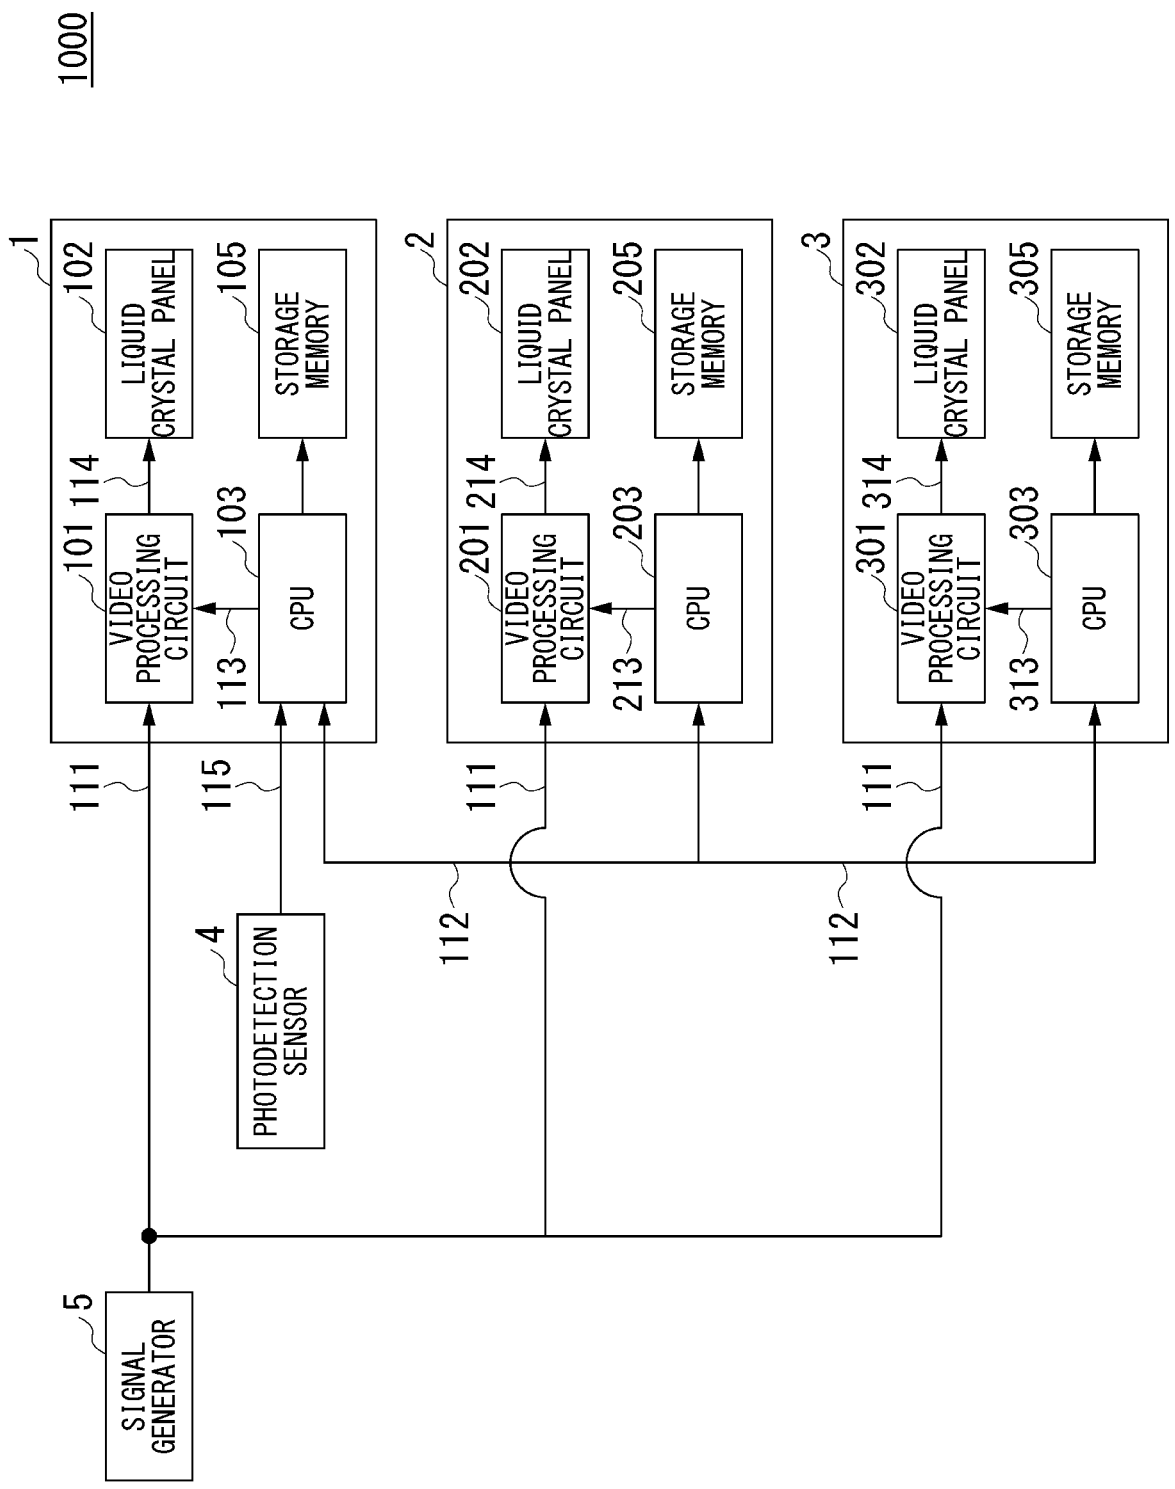 1000
1
102
LIQUID
CRYSTAL PANEL
114
101
VIDEO
PROCESSING
CIRCUIT
111
105
STORAGE
MEMORY
103
CPU
113
115
4
PHOTODETECTION
SENSOR
5
SIGNAL
GENERATOR
2
202
LIQUID
CRYSTAL PANEL
214
201
VIDEO
PROCESSING
CIRCUIT
111
205
STORAGE
MEMORY
203
CPU
213
112
3
302
LIQUID
CRYSTAL PANEL
314
301
VIDEO
PROCESSING
CIRCUIT
111
305
STORAGE
MEMORY
303
CPU
313
112